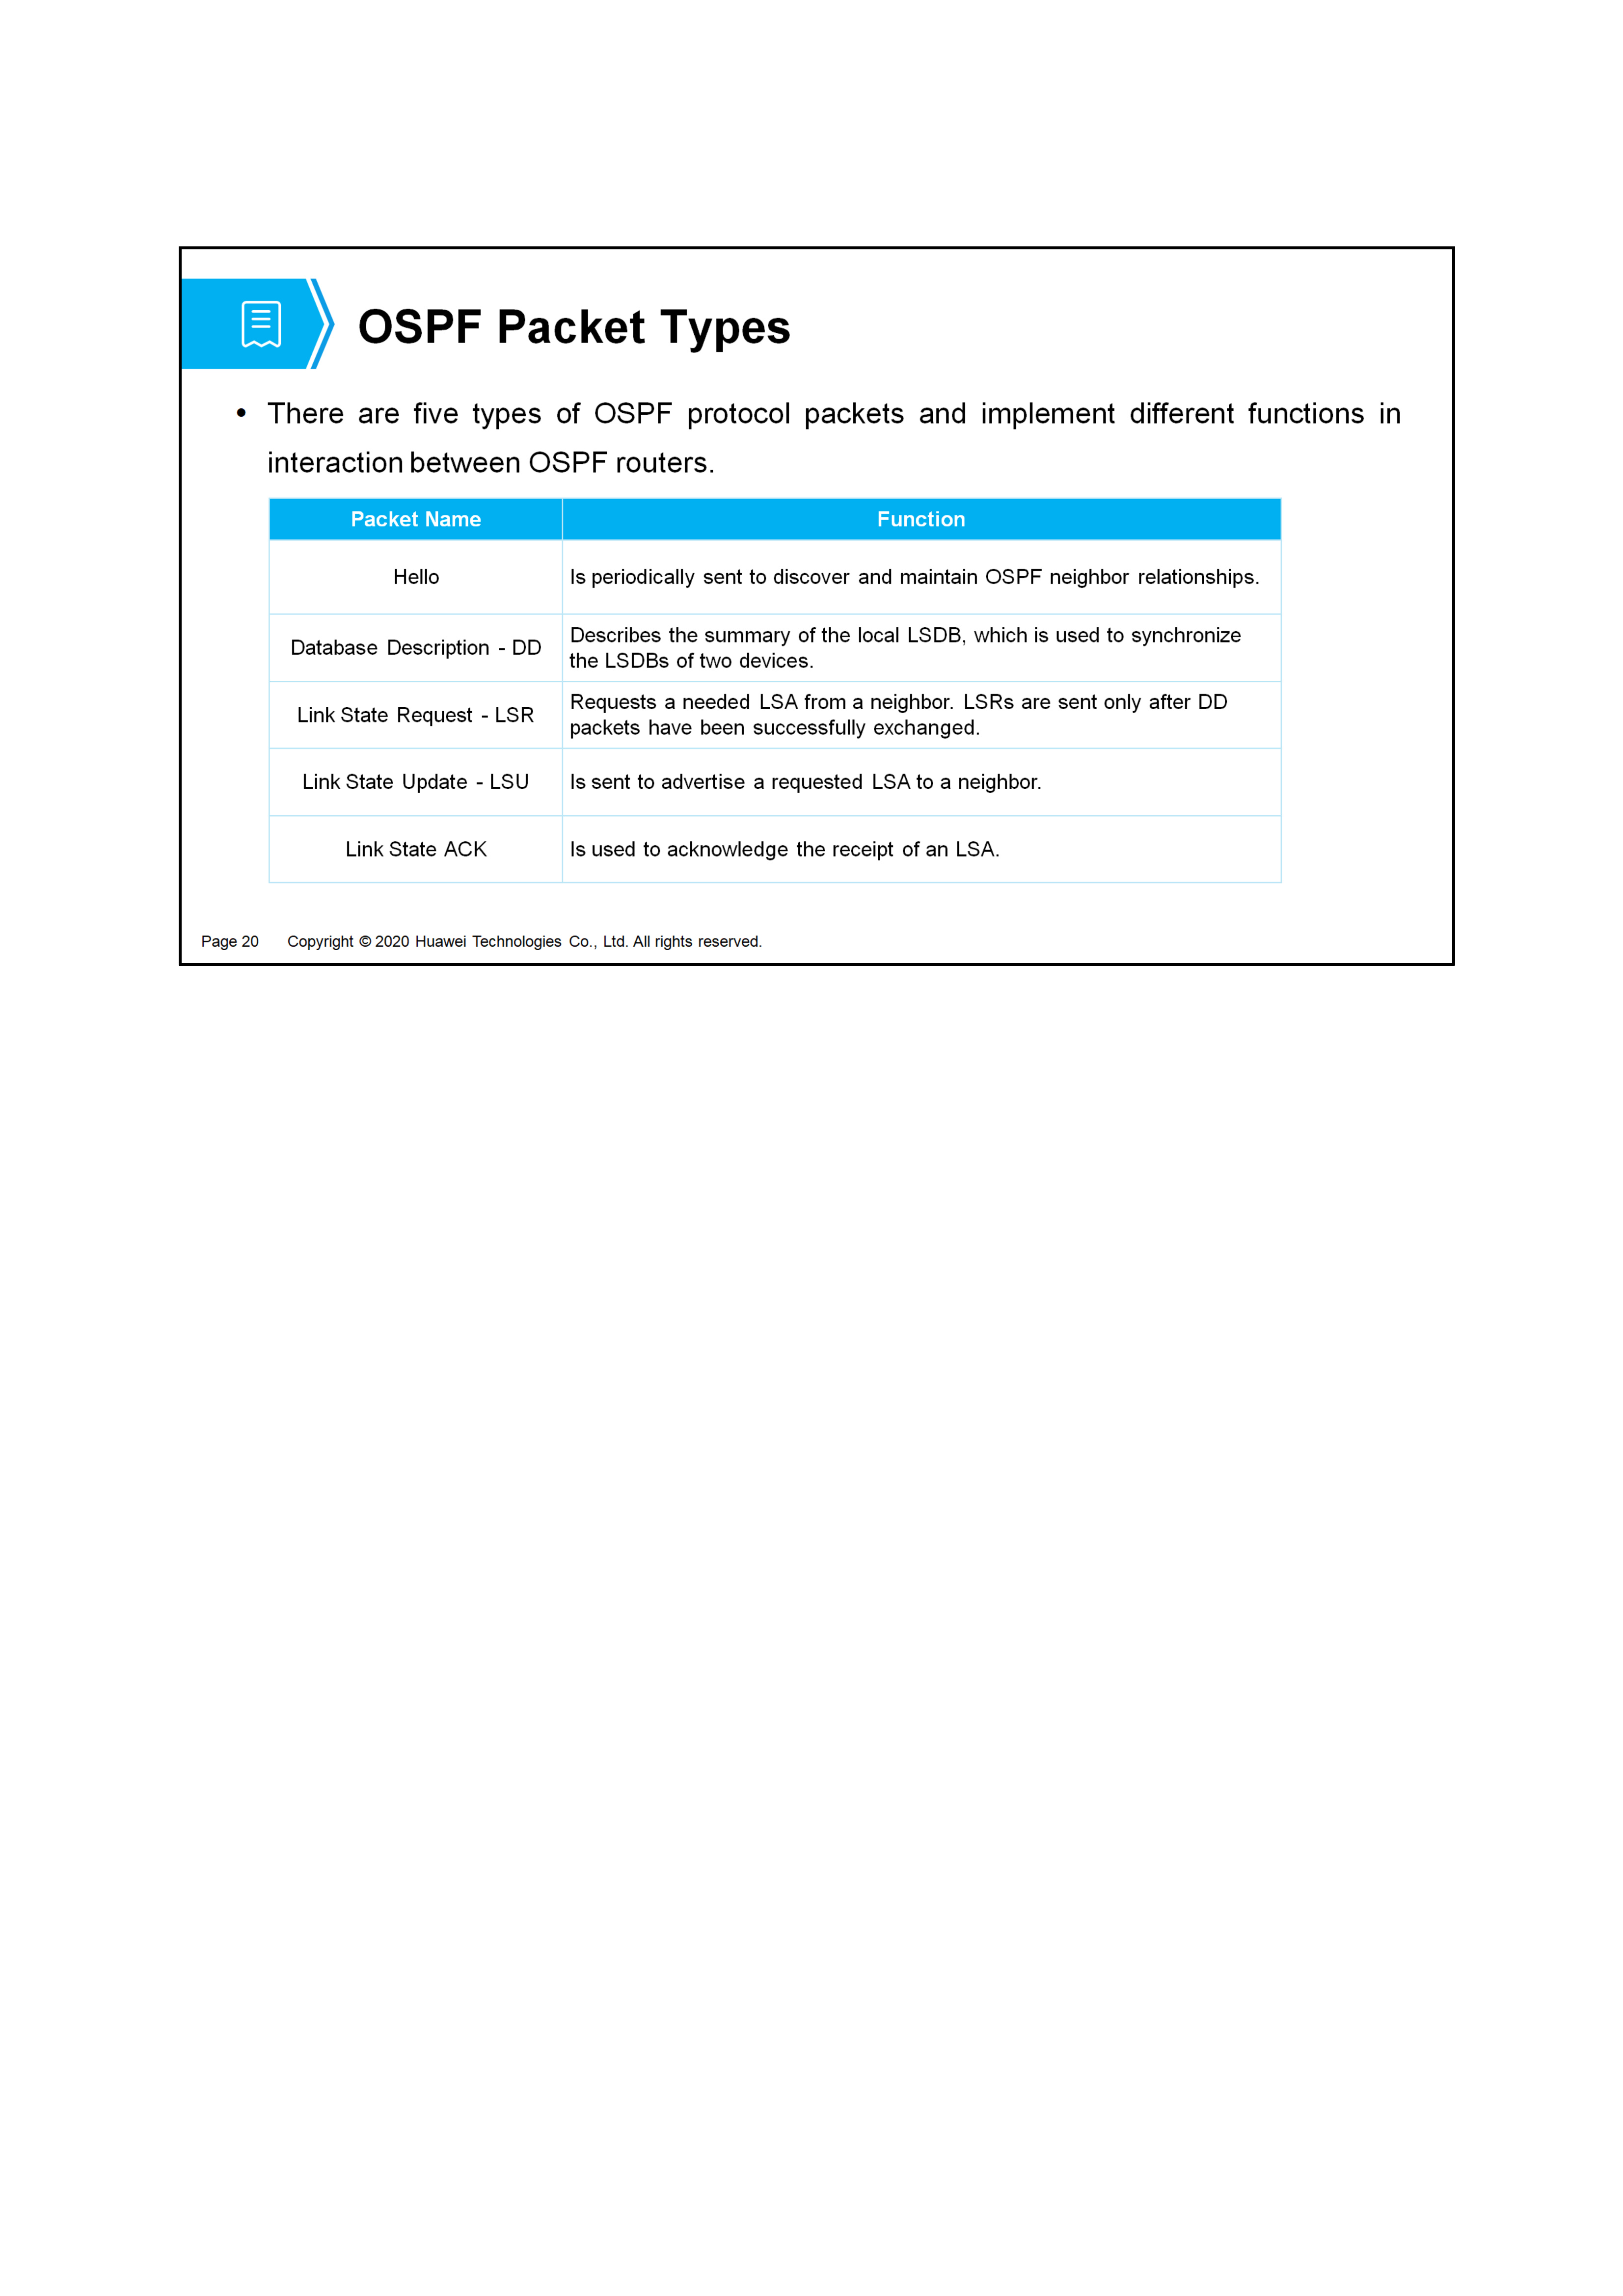 OSPF Packet Types
• There are five types of OSPF protocol packets and implement different functions in
interaction between OSPF routers.
Packet Name Function
Hello Is periodically sent to discover and maintain OSPF neighbor relationships.
Database Description - DD Describes the summary of the local LSDB, which is used to synchronize
the LSDBs of two devices.
Link State Request - LSR Requests a needed LSA from a neighbor. LSRs are sent only after DD
packets have been successfully exchanged.
Link State Update - LSU Is sent to advertise a requested LSA to a neighbor.
Link State ACK Is used to acknowledge the receipt of an LSA.
Page 20 Copyright © 2020 Huawei Technologies Co., Ltd. All rights reserved.